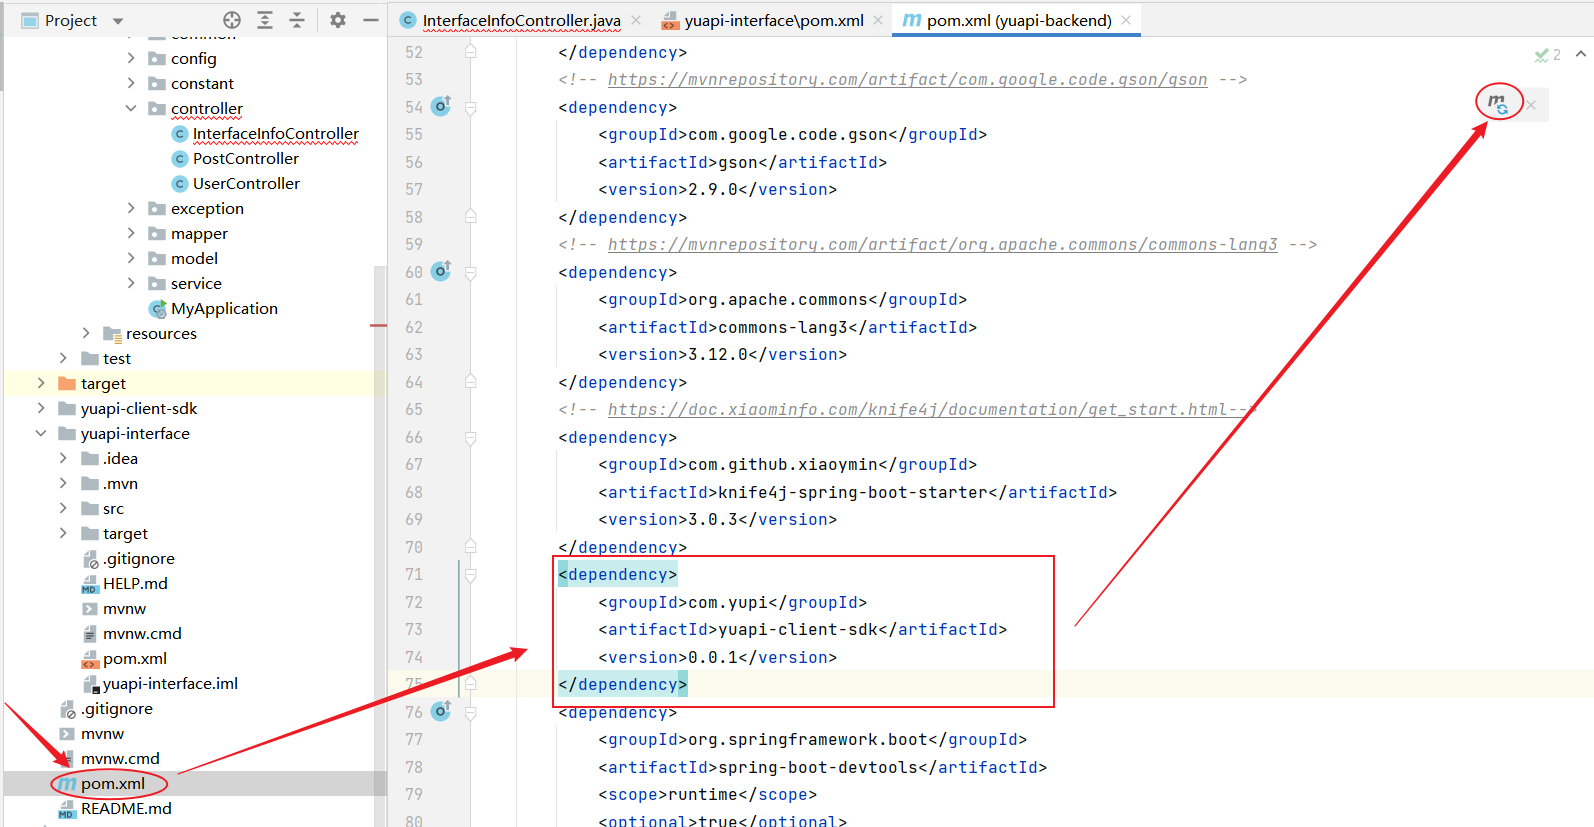 Project
InterfaceInfoController.java
yuapi-interface\pom.xml
pom.xml (yuapi-backend)
common
config
constant
controller
InterfaceInfoController
PostController
UserController
exception
mapper
model
service
MyApplication
resources
test
target
yuapi-client-sdk
yuapi-interface
.idea
.mvn
src
target
.gitignore
HELP.md
mvnw
mvnw.cmd
pom.xml
yuapi-interface.iml
.gitignore
mvnw
mvnw.cmd
pom.xml
README.md
2
52 </dependency>
53 <!-- https://mvnrepository.com/artifact/com.google.code.gson/gson -->
54 <dependency>
55 <groupId>com.google.code.gson</groupId>
56 <artifactId>gson</artifactId>
57 <version>2.9.0</version>
58 </dependency>
59 <!-- https://mvnrepository.com/artifact/org.apache.commons/commons-lang3 -->
60 <dependency>
61 <groupId>org.apache.commons</groupId>
62 <artifactId>commons-lang3</artifactId>
63 <version>3.12.0</version>
64 </dependency>
65 <!-- https://doc.xiaominfo.com/knife4j/documentation/get_start.html-->
66 <dependency>
67 <groupId>com.github.xiaoymin</groupId>
68 <artifactId>knife4j-spring-boot-starter</artifactId>
69 <version>3.0.3</version>
70 </dependency>
71 <dependency>
72 <groupId>com.yupi</groupId>
73 <artifactId>yuapi-client-sdk</artifactId>
74 <version>0.0.1</version>
75 </dependency>
76 <dependency>
77 <groupId>org.springframework.boot</groupId>
78 <artifactId>spring-boot-devtools</artifactId>
79 <scope>runtime</scope>
80 <optional>true</optional>